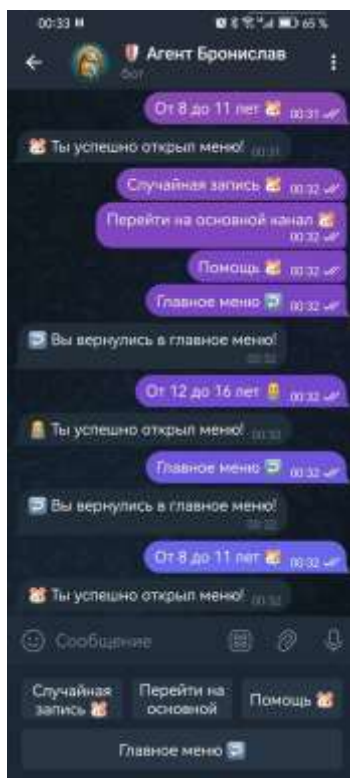 00:33
65 %
Агент Бронислав
бот
От 8 до 11 лет 🐹 00:31
🐹 Ты успешно открыл меню! 00:31
Случайная запись 🐹 00:32
Перейти на основной канал 🐹
00:32
Помощь 🐹 00:32
Главное меню ↩️ 00:32
↩️ Вы вернулись в главное меню!
00:32
От 12 до 16 лет 00:32
Ты успешно открыл меню! 00:32
Главное меню ↩️ 00:32
↩️ Вы вернулись в главное меню!
00:32
От 8 до 11 лет 🐹 00:32
🐹 Ты успешно открыл меню! 00:32
Сообщение
Случайная
запись 🐹
Перейти на
основной
Помощь 🐹
Главное меню ↩️